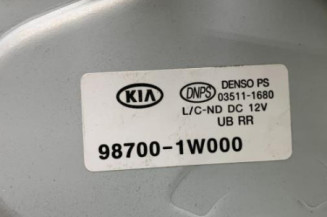 KIA DNPS DENSO PS
03511-1680
L/C-ND DC 12V
UB RR
98700-1W000